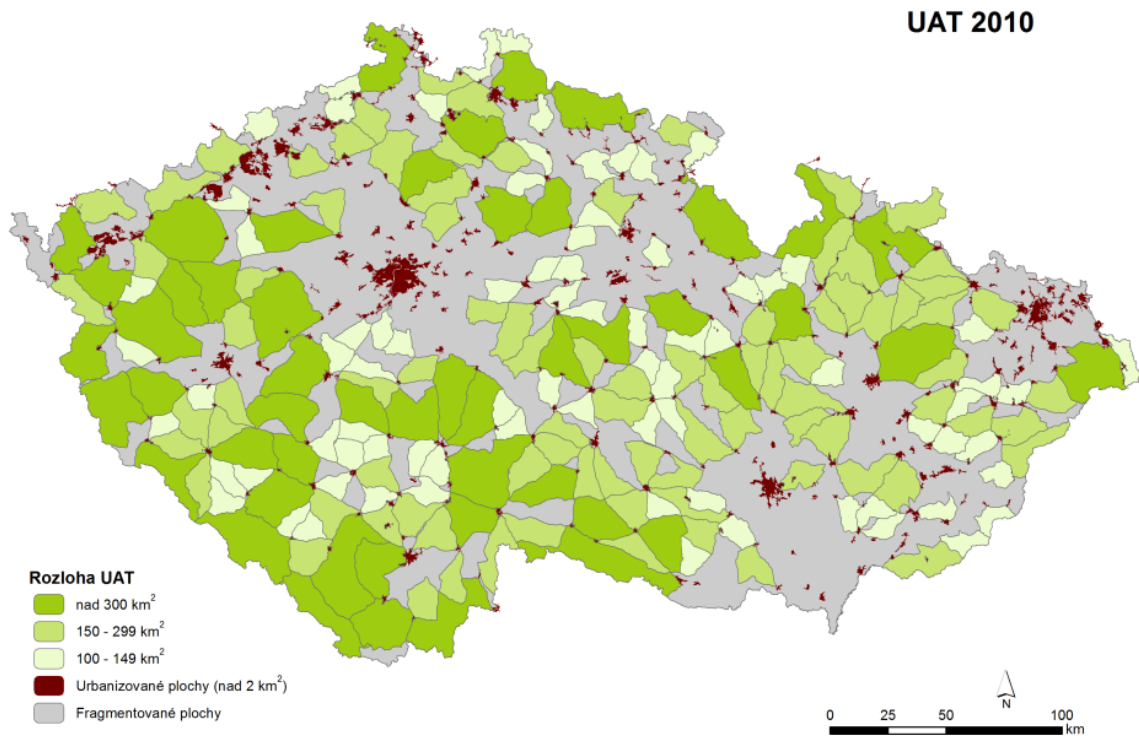 UAT 2010
Rozloha UAT
nad 300 km²
150 - 299 km²
100 - 149 km²
Urbanizované plochy (nad 2 km²)
Fragmentované plochy
N
0 25 50 100
km